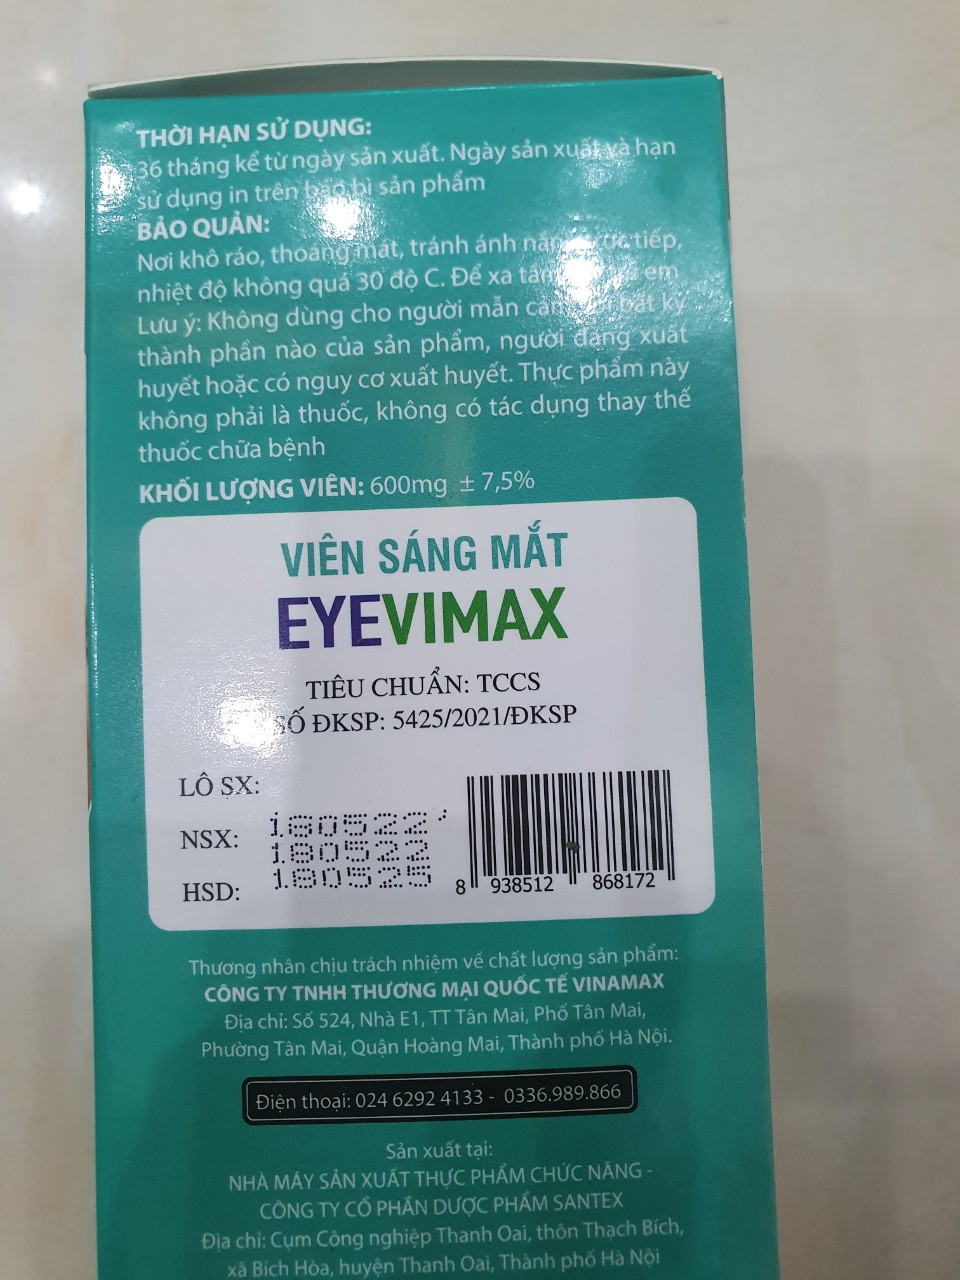 THỜI HẠN SỬ DỤNG:
36 tháng kể từ ngày sản xuất. Ngày sản xuất và hạn
sử dụng in trên bao bì sản phẩm
BẢO QUẢN:
Nơi khô ráo, thoáng mát, tránh ánh nắng trực tiếp,
nhiệt độ không quá 30 độ C. Để xa tầm em
Lưu ý: Không dùng cho người mẫn cảm bất kỳ
thành phần nào của sản phẩm, người đang xuất
huyết hoặc có nguy cơ xuất huyết. Thực phẩm này
không phải là thuốc, không có tác dụng thay thế
thuốc chữa bệnh
KHỐI LƯỢNG VIÊN: 600mg ± 7,5%
VIÊN SÁNG MẮT
EYEVIMAX
TIÊU CHUẨN: TCCS
SỐ ĐKSP: 5425/2021/ĐKSP
LÔ SX: 180522
NSX: 180522
HSD: 180525
8 938512 868172
Thương nhân chịu trách nhiệm về chất lượng sản phẩm:
CÔNG TY TNHH THƯƠNG MẠI QUỐC TẾ VINAMAX
Địa chỉ: Số 524, Nhà E1, TT Tân Mai, Phố Tân Mai,
Phường Tân Mai, Quận Hoàng Mai, Thành phố Hà Nội.
Điện thoại: 024 6292 4133 - 0336.989.866
Sản xuất tại:
NHÀ MÁY SẢN XUẤT THỰC PHẨM CHỨC NĂNG -
CÔNG TY CỔ PHẦN DƯỢC PHẨM SANTEX
Địa chỉ: Cụm Công nghiệp Thanh Oai, thôn Thạch Bích,
xã Bích Hòa, huyện Thanh Oai, Thành phố Hà Nội